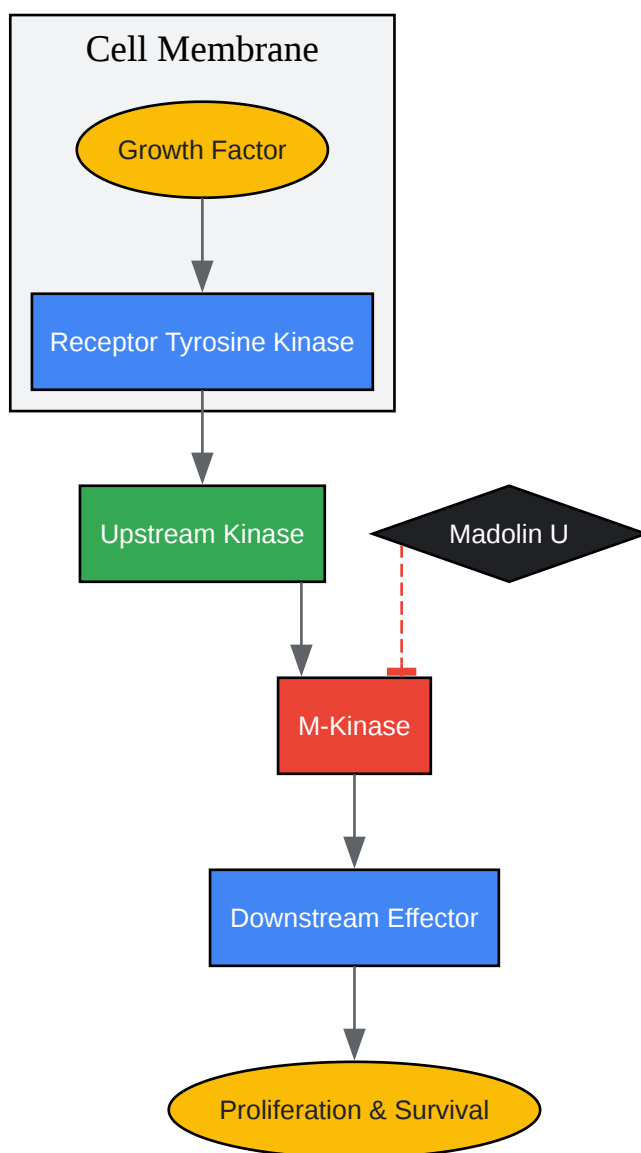 Cell Membrane
Growth Factor
Receptor Tyrosine Kinase
Upstream Kinase
Madolin U
M-Kinase
Downstream Effector
Proliferation & Survival